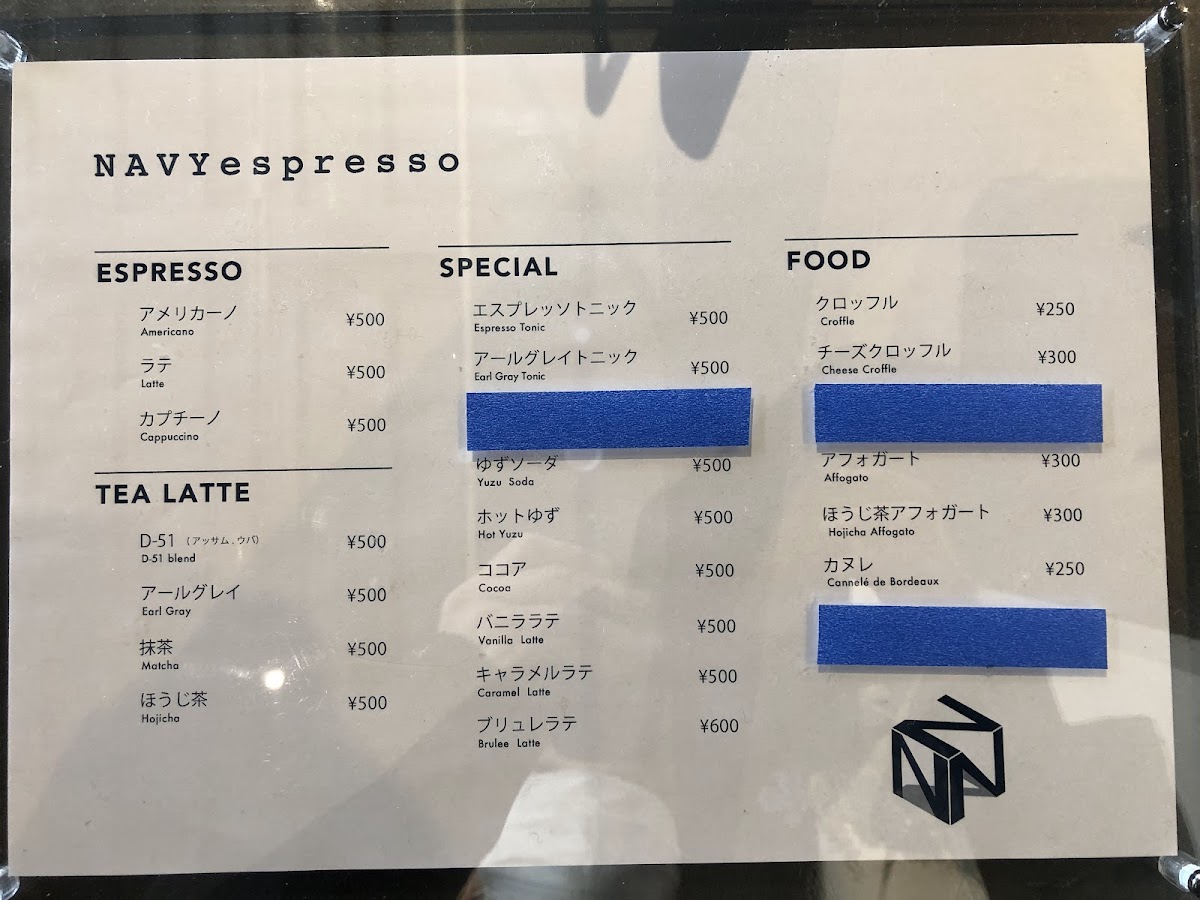 NAVYespresso
ESPRESSO
アメリカーノ ¥500
Americano
ラテ ¥500
Latte
カプチーノ ¥500
Cappuccino
TEA LATTE
D-51 （アッサム . ウバ） ¥500
D-51 blend
アールグレイ ¥500
Earl Gray
抹茶 ¥500
Matcha
ほうじ茶 ¥500
Hojicha
SPECIAL
エスプレッソトニック ¥500
Espresso Tonic
アールグレイトニック ¥500
Earl Gray Tonic
ゆずソーダ ¥500
Yuzu Soda
ホットゆず ¥500
Hot Yuzu
ココア ¥500
Cocoa
バニララテ ¥500
Vanilla Latte
キャラメルラテ ¥500
Caramel Latte
ブリュレラテ ¥600
Brulee Latte
FOOD
クロッフル ¥250
Croffle
チーズクロッフル ¥300
Cheese Croffle
アフォガート ¥300
Affogato
ほうじ茶アフォガート ¥300
Hojicha Affogato
カヌレ ¥250
Cannelé de Bordeaux